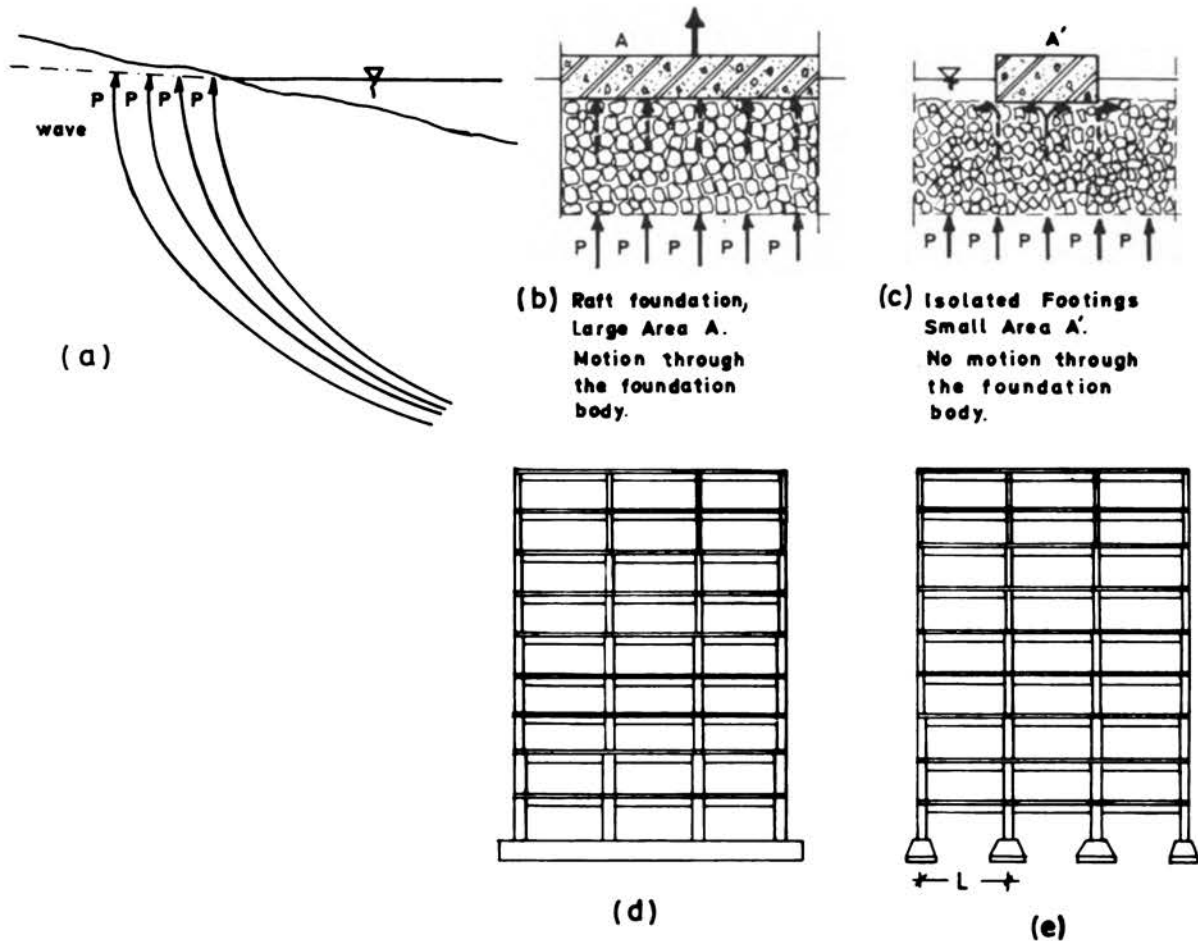 P P P P
wave
(a)
A
P P P P P
(b) Raft foundation,
Large Area A.
Motion through
the foundation
body.
A′
P P P P P
(c) Isolated Footings
Small Area A′.
No motion through
the foundation
body.
(d)
L
(e)